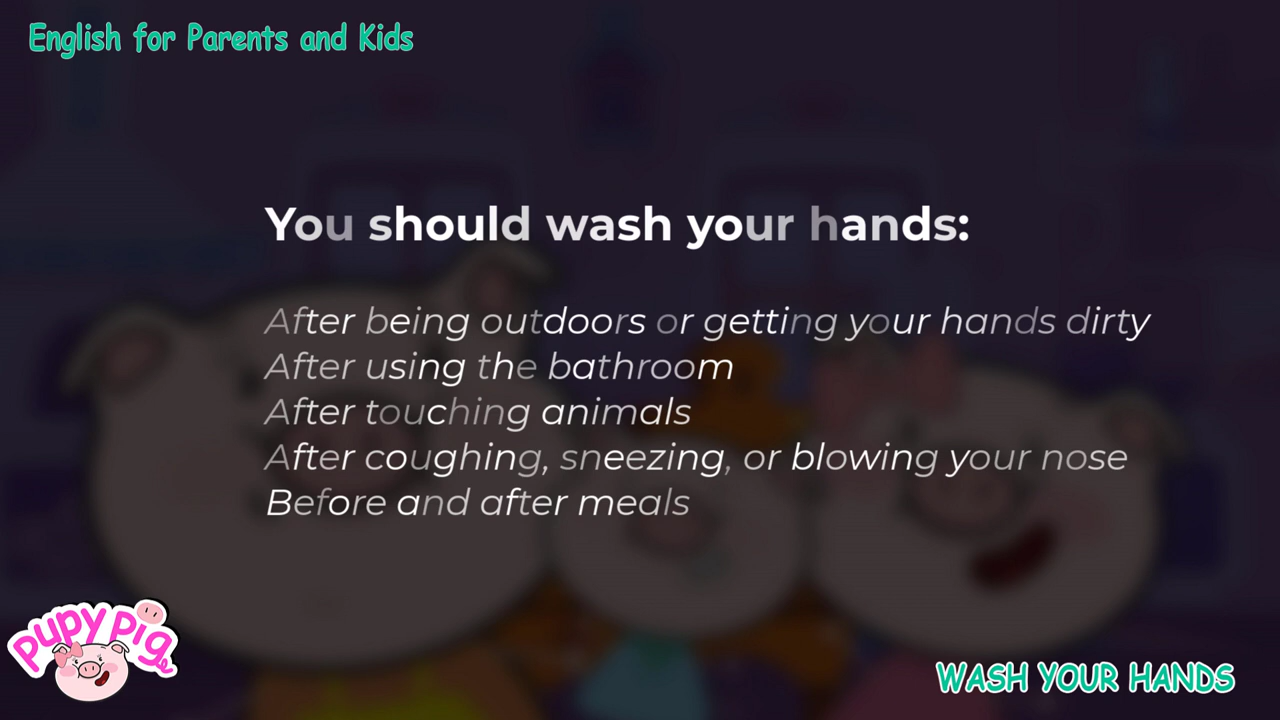 English for Parents and Kids
You should wash your hands:
After being outdoors or getting your hands dirty
After using the bathroom
After touching animals
After coughing, sneezing, or blowing your nose
Before and after meals
pupy pig
WASH YOUR HANDS